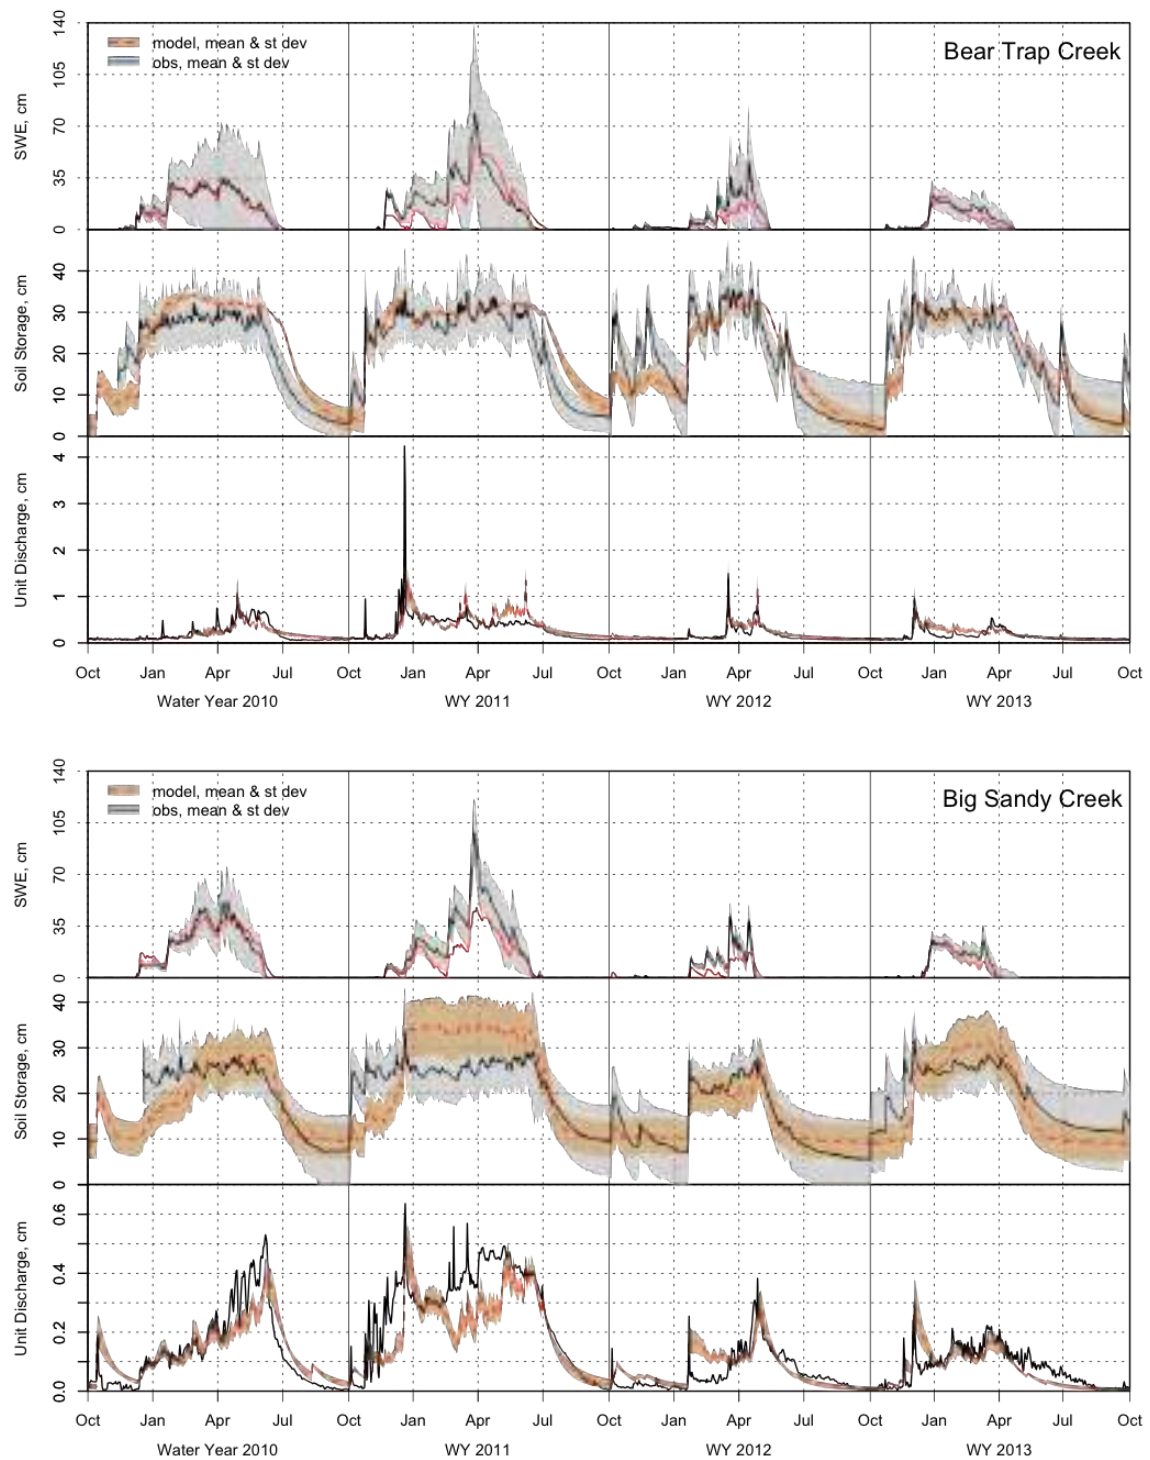 Bear Trap Creek
model, mean & st dev
obs, mean & st dev
SWE, cm
140
105
70
35
0
Soil Storage, cm
40
30
20
10
0
Unit Discharge, cm
4
3
2
1
0
Oct Jan Apr Jul Oct Jan Apr Jul Oct Jan Apr Jul Oct Jan Apr Jul Oct
Water Year 2010 WY 2011 WY 2012 WY 2013
Big Sandy Creek
model, mean & st dev
obs, mean & st dev
SWE, cm
140
105
70
35
0
Soil Storage, cm
40
30
20
10
0
Unit Discharge, cm
0.6
0.4
0.2
0.0
Oct Jan Apr Jul Oct Jan Apr Jul Oct Jan Apr Jul Oct Jan Apr Jul Oct
Water Year 2010 WY 2011 WY 2012 WY 2013